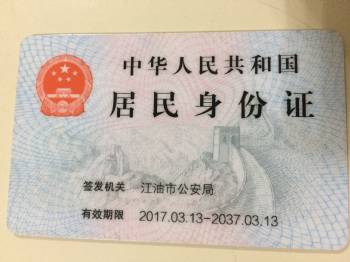 中华人民共和国
居民身份证
签发机关 江油市公安局
有效期限 2017.03.13-2037.03.13